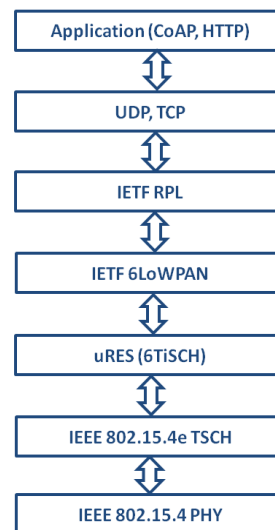 Application (CoAP, HTTP)
UDP, TCP
IETF RPL
IETF 6LoWPAN
uRES (6TiSCH)
IEEE 802.15.4e TSCH
IEEE 802.15.4 PHY